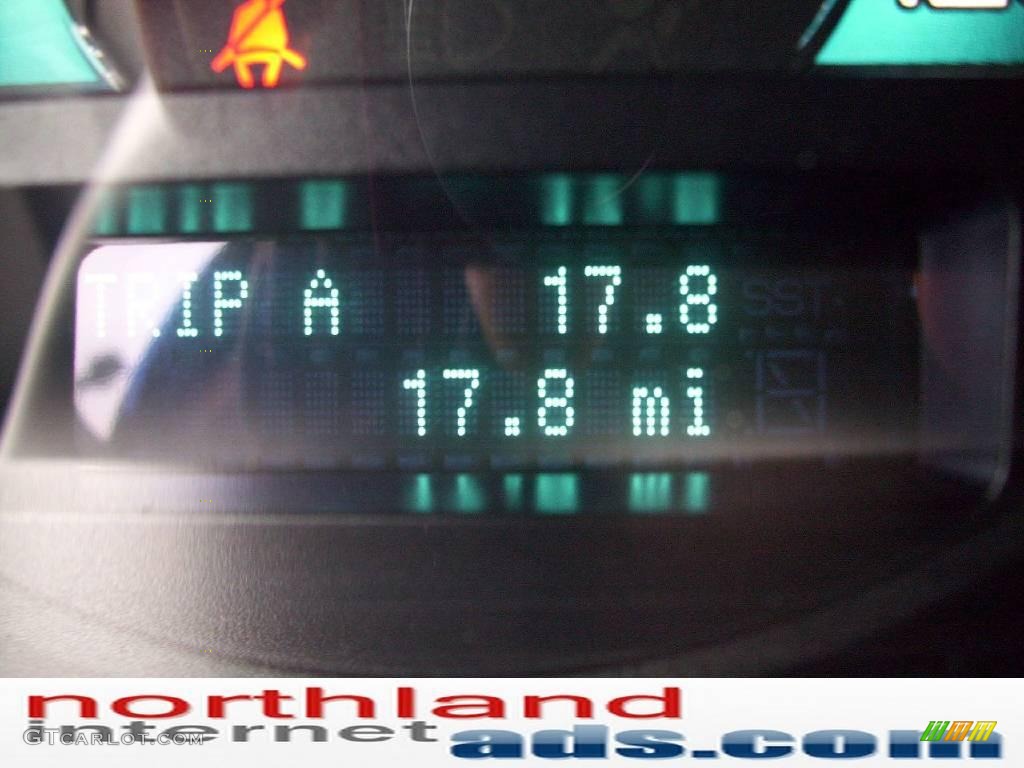 TRIP A 17.8
17.8 mi
northland
internet
ads.com
GTCARLOT.COM